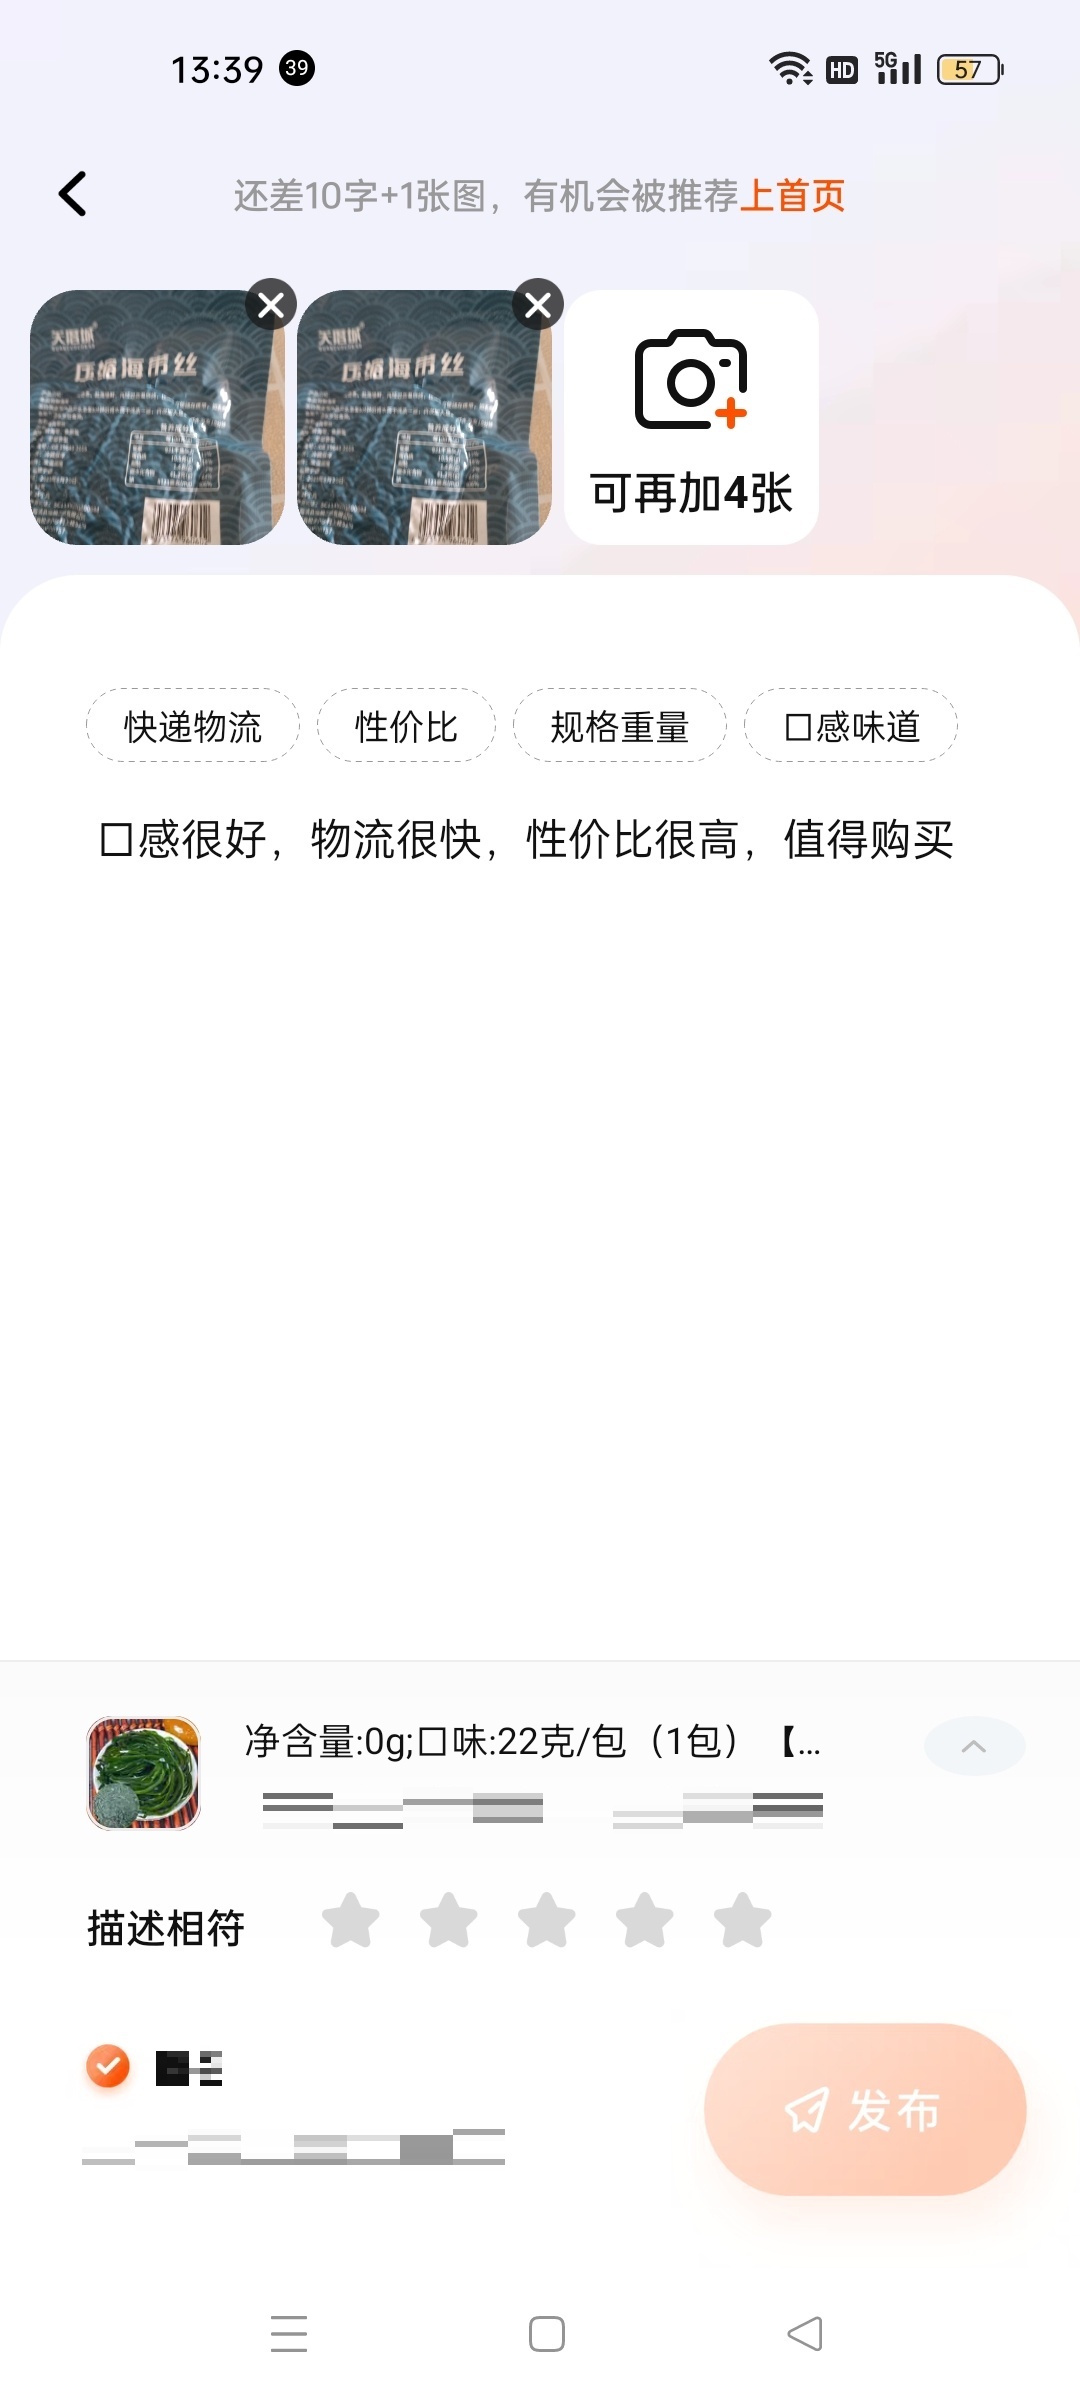 13:39 39 HD 5G 57
还差10字+1张图，有机会被推荐上首页
压缩海带丝
压缩海带丝
可再加4张
快递物流 性价比 规格重量 口感味道
口感很好，物流很快，性价比很高，值得购买
净含量:0g;口味:22克/包（1包）【...
描述相符
发布